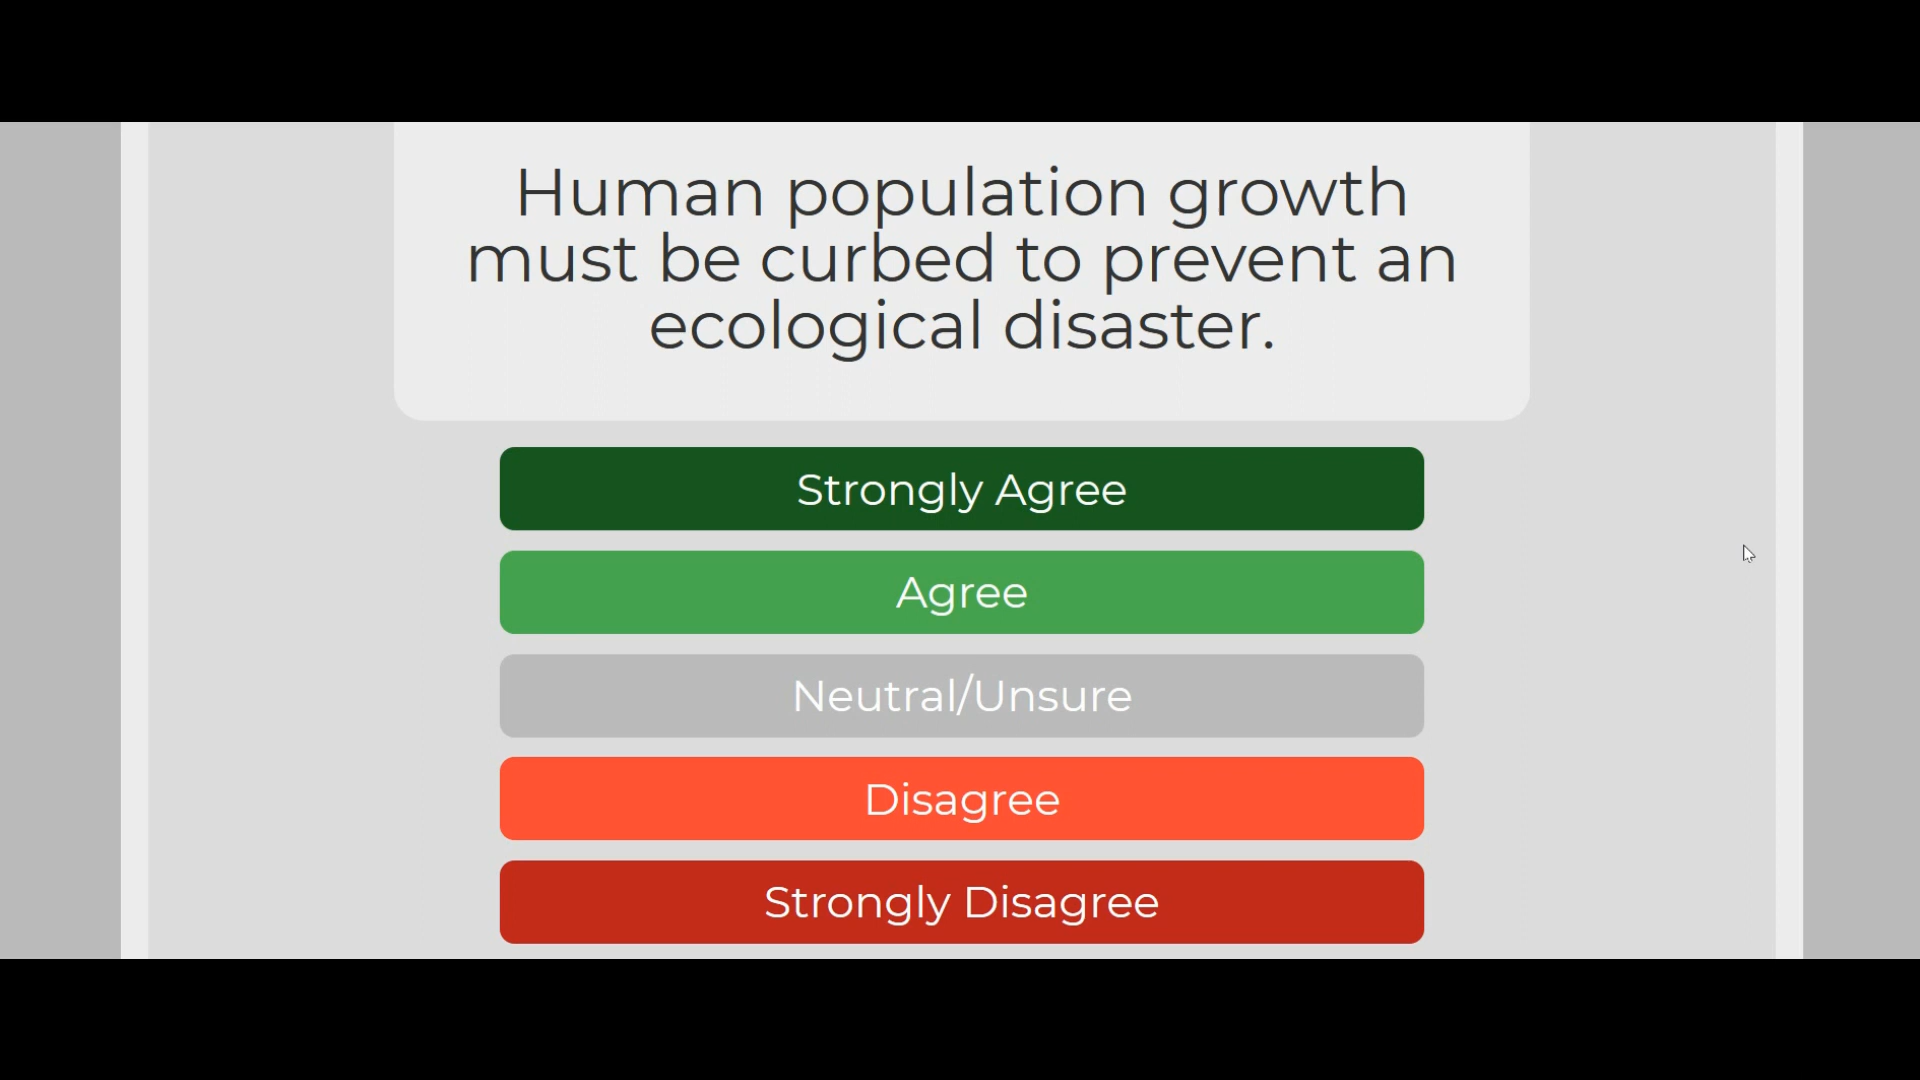 Human population growth
must be curbed to prevent an
ecological disaster.
Strongly Agree
Agree
Neutral/Unsure
Disagree
Strongly Disagree